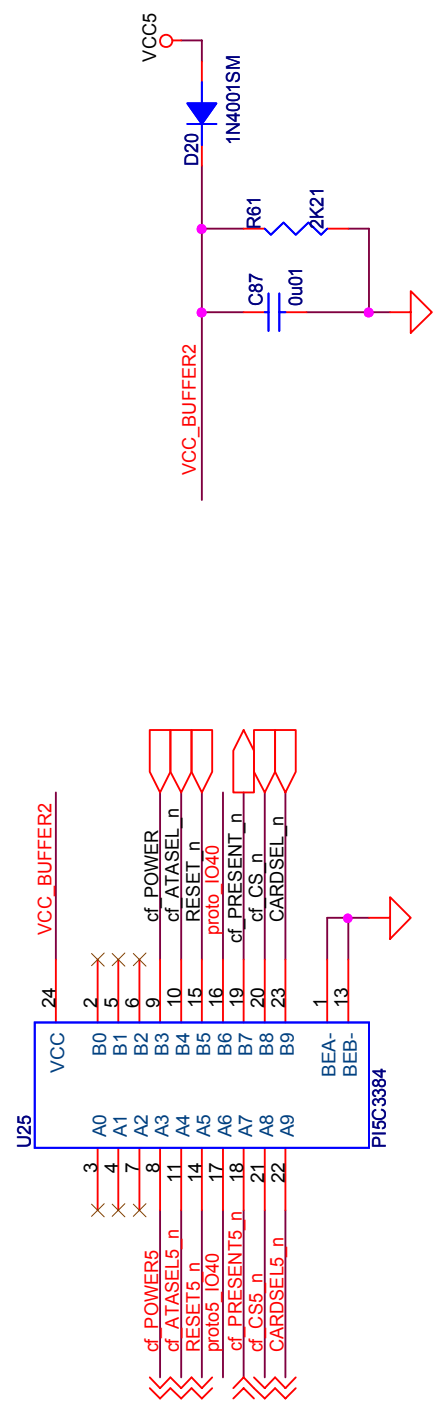 VCC5
D20
1N4001SM
R61
2K21
C87
0u01
VCC_BUFFER2
VCC_BUFFER2
cf_POWER
cf_ATASEL_n
RESET_n
proto_IO40
cf_PRESENT_n
cf_CS_n
CARDSEL_n
24
2
5
6
9
10
15
16
19
20
23
1
13
U25
VCC
B0
B1
B2
B3
B4
B5
B6
B7
B8
B9
BEA-
BEB-
A0
A1
A2
A3
A4
A5
A6
A7
A8
A9
PI5C3384
3
4
7
8
11
14
17
18
21
22
cf_POWER5
cf_ATASEL5_n
RESET5_n
proto5_IO40
cf_PRESENT5_n
cf_CS5_n
CARDSEL5_n